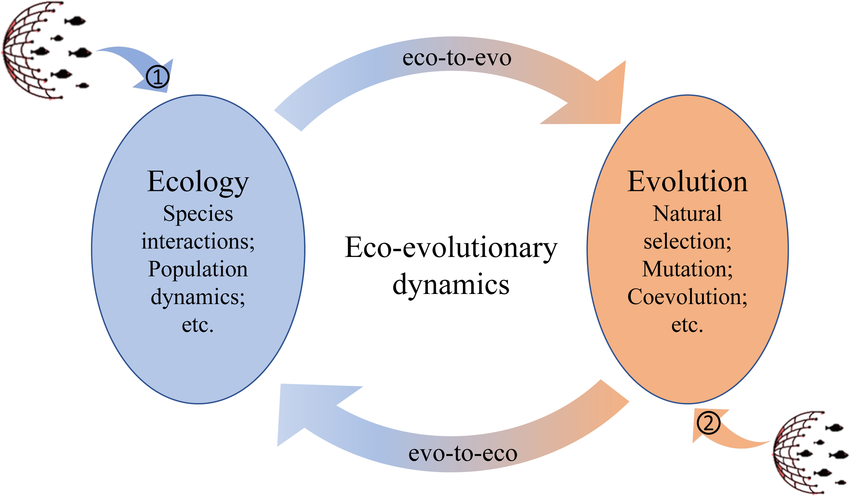 ①
eco-to-evo
Ecology
Species
interactions;
Population
dynamics;
etc.
Eco-evolutionary
dynamics
Evolution
Natural
selection;
Mutation;
Coevolution;
etc.
②
evo-to-eco